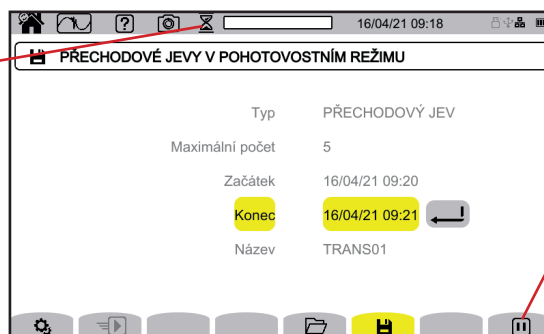 16/04/21 09:18
PŘECHODOVÉ JEVY V POHOTOVOSTNÍM REŽIMU
Typ PŘECHODOVÝ JEV
Maximální počet 5
Začátek 16/04/21 09:20
Konec 16/04/21 09:21
Název TRANS01